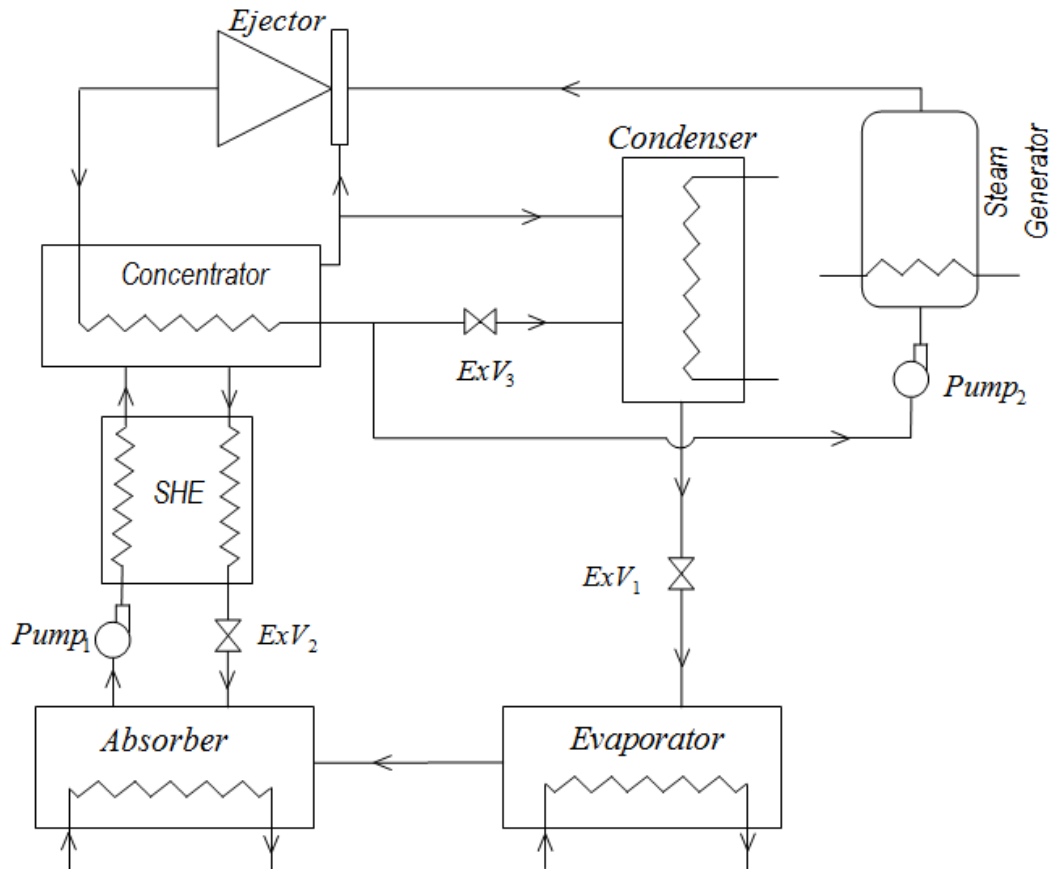 Ejector
Condenser
Steam
Generator
Concentrator
ExV₃
Pump₂
SHE
ExV₁
Pump₁
ExV₂
Absorber
Evaporator